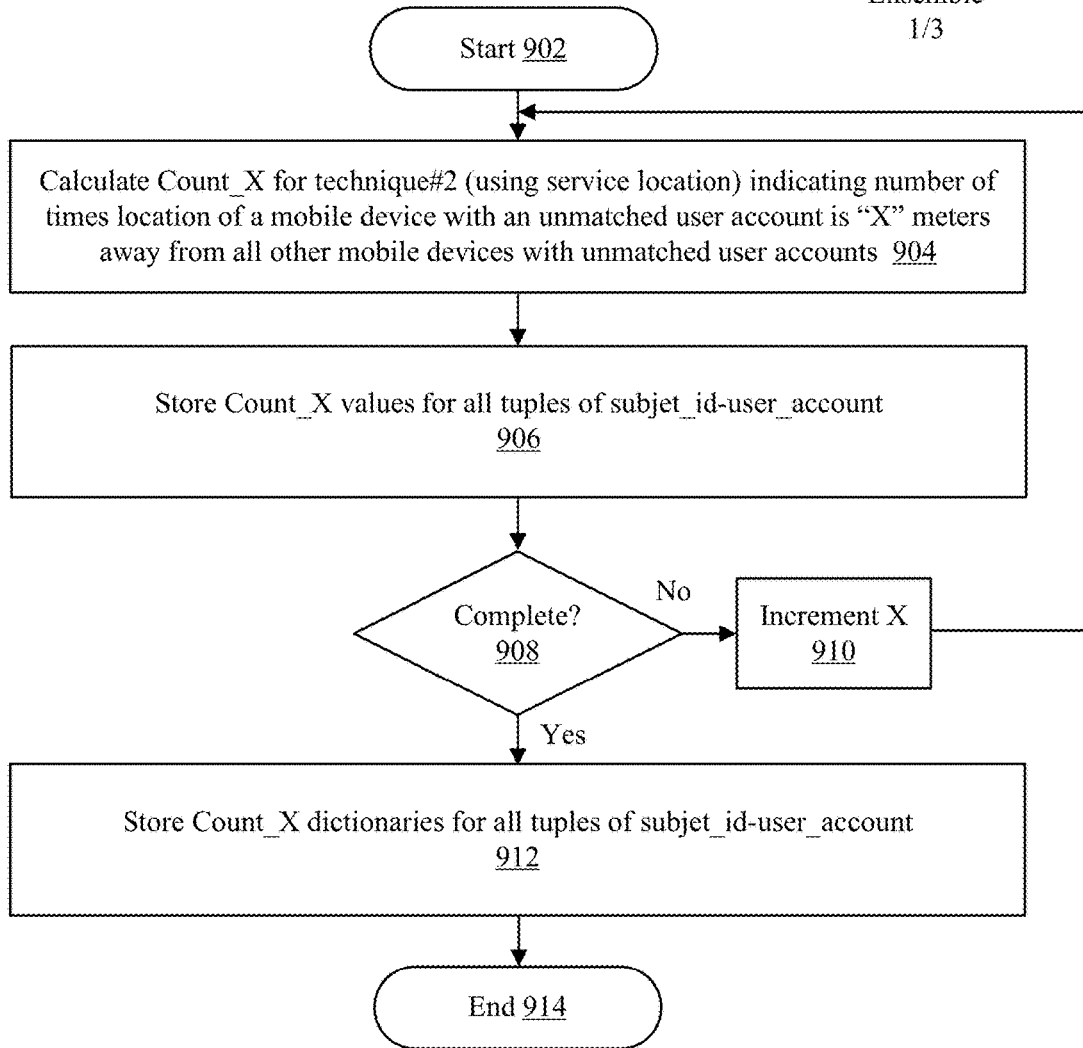 1/3
Start 902
Calculate Count_X for technique#2 (using service location) indicating number of
times location of a mobile device with an unmatched user account is “X” meters
away from all other mobile devices with unmatched user accounts 904
Store Count_X values for all tuples of subjet_id-user_account
906
Complete?
908
No
Increment X
910
Yes
Store Count_X dictionaries for all tuples of subjet_id-user_account
912
End 914